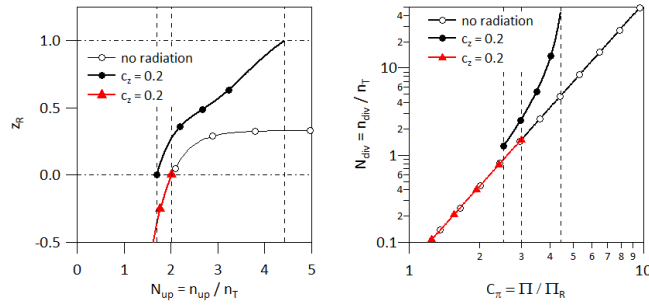 1.0
0.5
0.0
-0.5
z_R
no radiation
c_z = 0.2
c_z = 0.2
0 1 2 3 4 5
N_up = n_up / n_T
4
2
10
8
6
4
2
1
8
6
4
2
0.1
N_div = n_div / n_T
no radiation
c_z = 0.2
c_z = 0.2
1 2 3 4 5 6 7 8 9 10
C_π = Π / Π_R